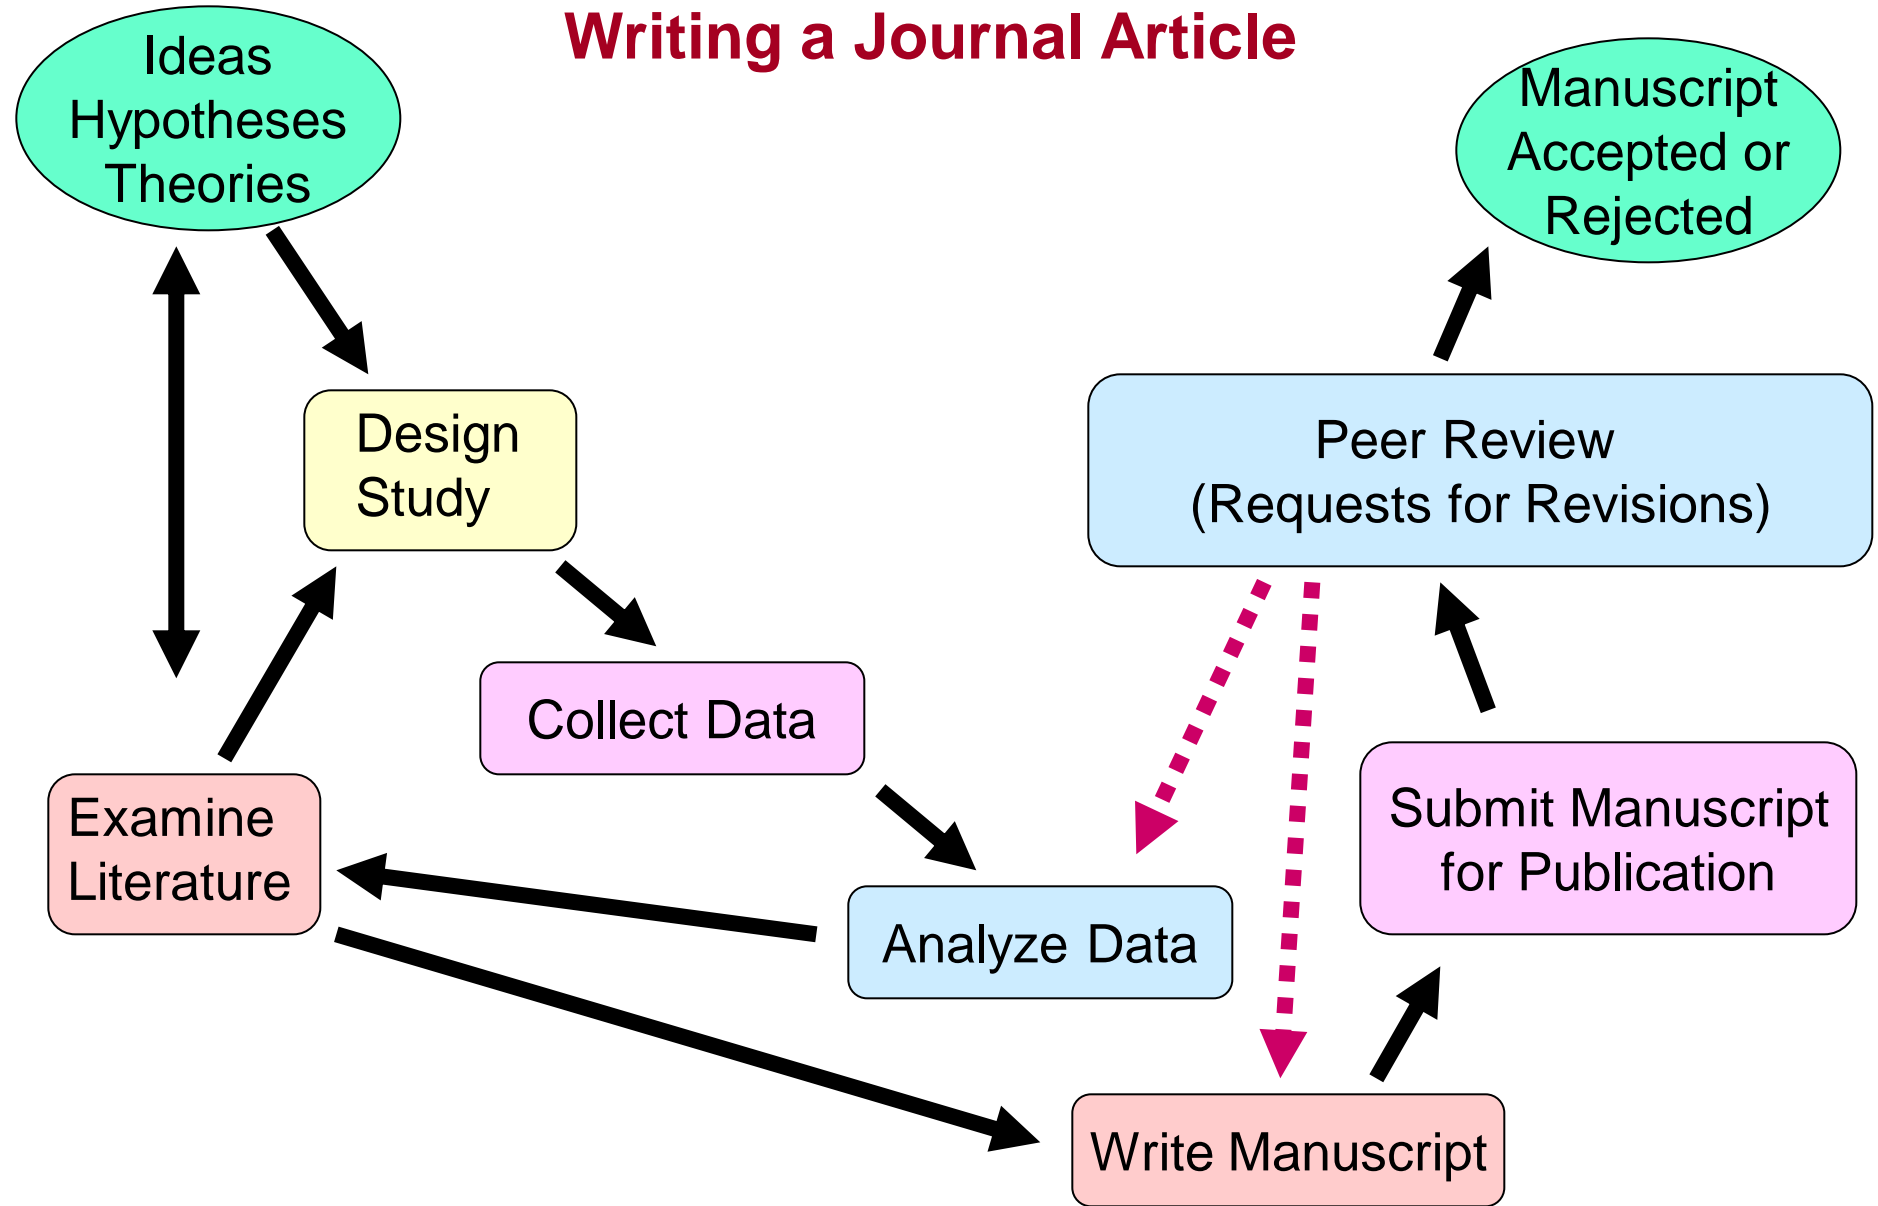 Writing a Journal Article
Ideas
Hypotheses
Theories
Manuscript
Accepted or
Rejected
Design
Study
Peer Review
(Requests for Revisions)
Collect Data
Examine
Literature
Submit Manuscript
for Publication
Analyze Data
Write Manuscript